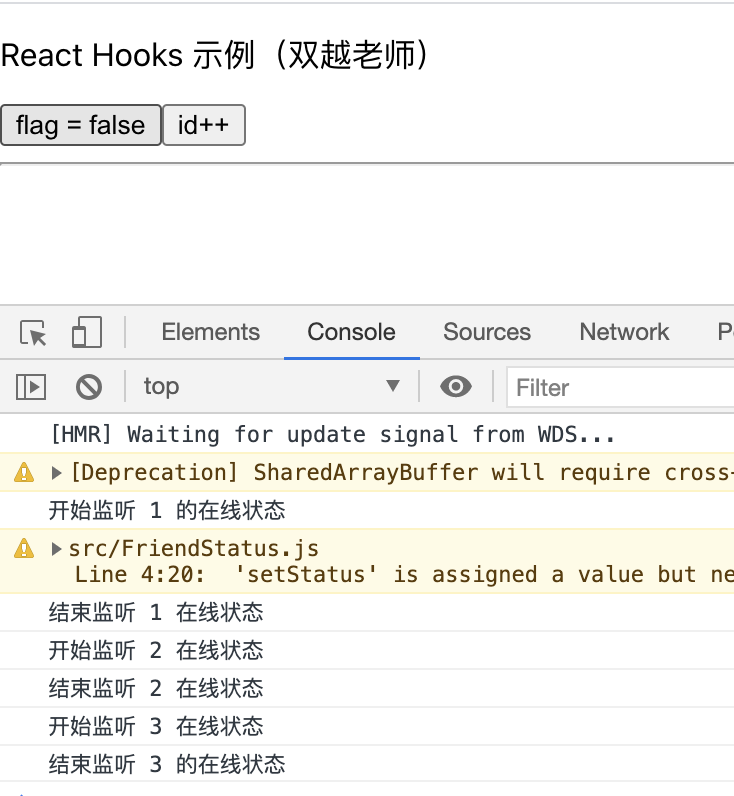 React Hooks 示例（双越老师）
flag = false id++
Elements Console Sources Network
top Filter
[HMR] Waiting for update signal from WDS...
[Deprecation] SharedArrayBuffer will require cross-
开始监听 1 的在线状态
src/FriendStatus.js
Line 4:20: 'setStatus' is assigned a value but ne
结束监听 1 在线状态
开始监听 2 在线状态
结束监听 2 在线状态
开始监听 3 在线状态
结束监听 3 的在线状态